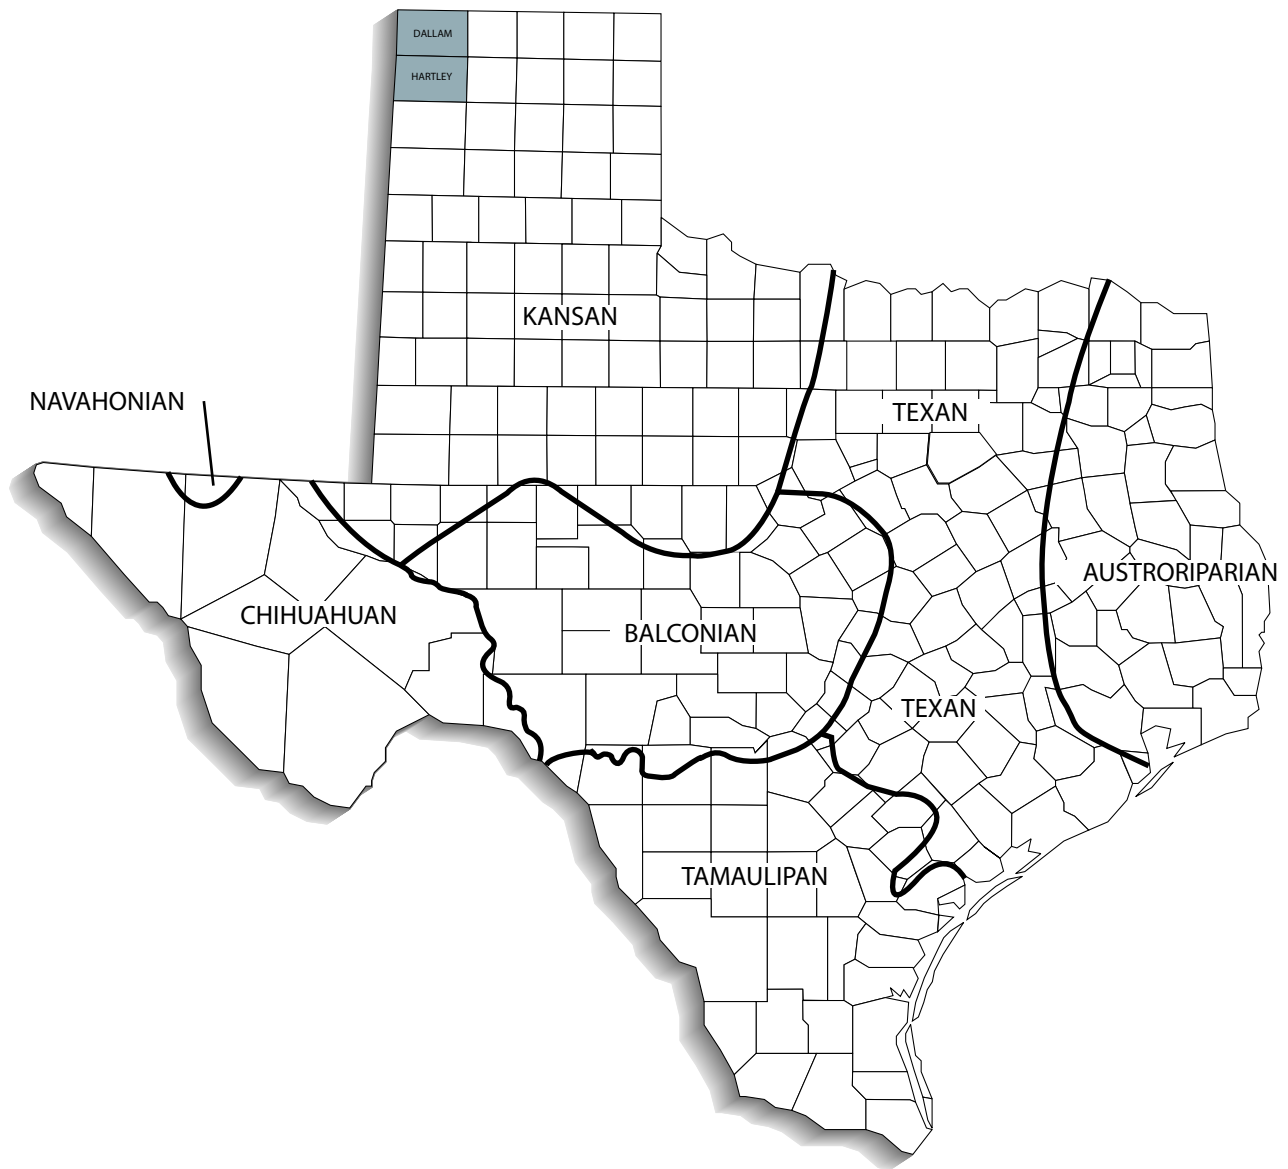 DALLAM
HARTLEY
KANSAN
NAVAHONIAN
TEXAN
AUSTRORIPARIAN
CHIHUAHUAN
BALCONIAN
TEXAN
TAMAULIPAN